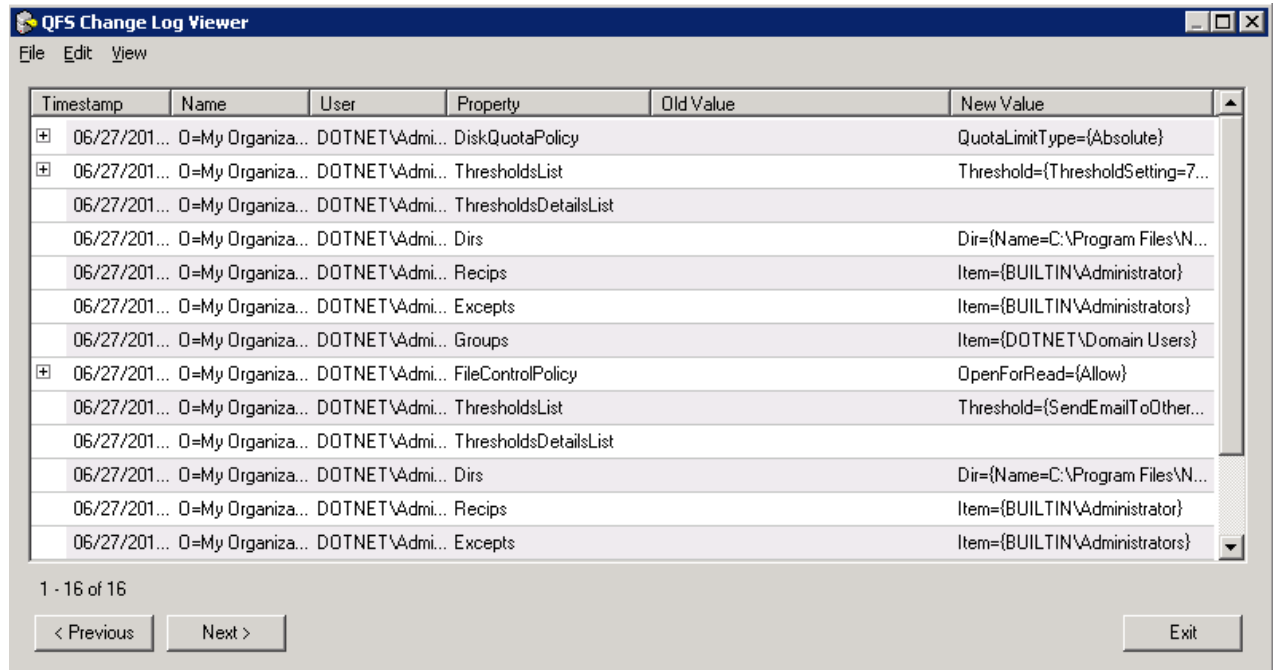 QFS Change Log Viewer
File Edit View
Timestamp Name User Property Old Value New Value
06/27/201... O=My Organiza... DOTNET\Admi... DiskQuotaPolicy QuotaLimitType={Absolute}
06/27/201... O=My Organiza... DOTNET\Admi... ThresholdsList Threshold={ThresholdSetting=7...
06/27/201... O=My Organiza... DOTNET\Admi... ThresholdsDetailsList
06/27/201... O=My Organiza... DOTNET\Admi... Dirs Dir={Name=C:\Program Files\N...
06/27/201... O=My Organiza... DOTNET\Admi... Recips Item={BUILTIN\Administrator}
06/27/201... O=My Organiza... DOTNET\Admi... Excepts Item={BUILTIN\Administrators}
06/27/201... O=My Organiza... DOTNET\Admi... Groups Item={DOTNET\Domain Users}
06/27/201... O=My Organiza... DOTNET\Admi... FileControlPolicy OpenForRead={Allow}
06/27/201... O=My Organiza... DOTNET\Admi... ThresholdsList Threshold={SendEmailToOther...
06/27/201... O=My Organiza... DOTNET\Admi... ThresholdsDetailsList
06/27/201... O=My Organiza... DOTNET\Admi... Dirs Dir={Name=C:\Program Files\N...
06/27/201... O=My Organiza... DOTNET\Admi... Recips Item={BUILTIN\Administrator}
06/27/201... O=My Organiza... DOTNET\Admi... Excepts Item={BUILTIN\Administrators}
1 - 16 of 16
< Previous Next > Exit